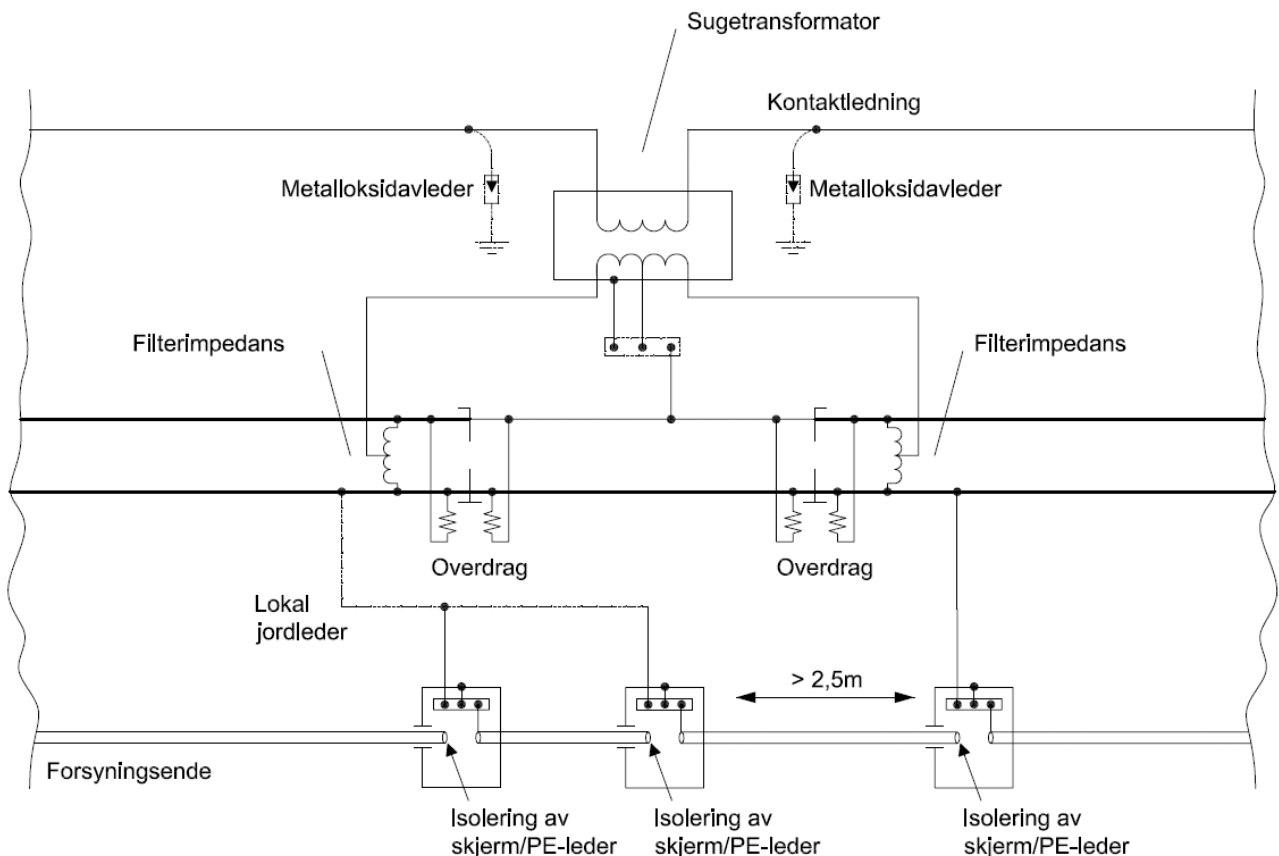 Sugetransformator
Kontaktledning
Metalloksidavleder
Metalloksidavleder
Filterimpedans
Filterimpedans
Overdrag
Overdrag
Lokal
jordleder
> 2,5m
Forsyningsende
Isolering av
skjerm/PE-leder
Isolering av
skjerm/PE-leder
Isolering av
skjerm/PE-leder